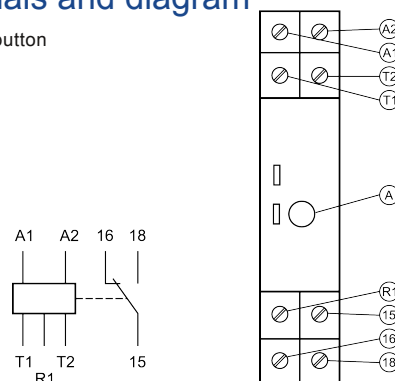 and diagram
button
A1 A2 16 18
T1 T2 15
R1
A2
A1
T2
T1
A
R1
15
16
18